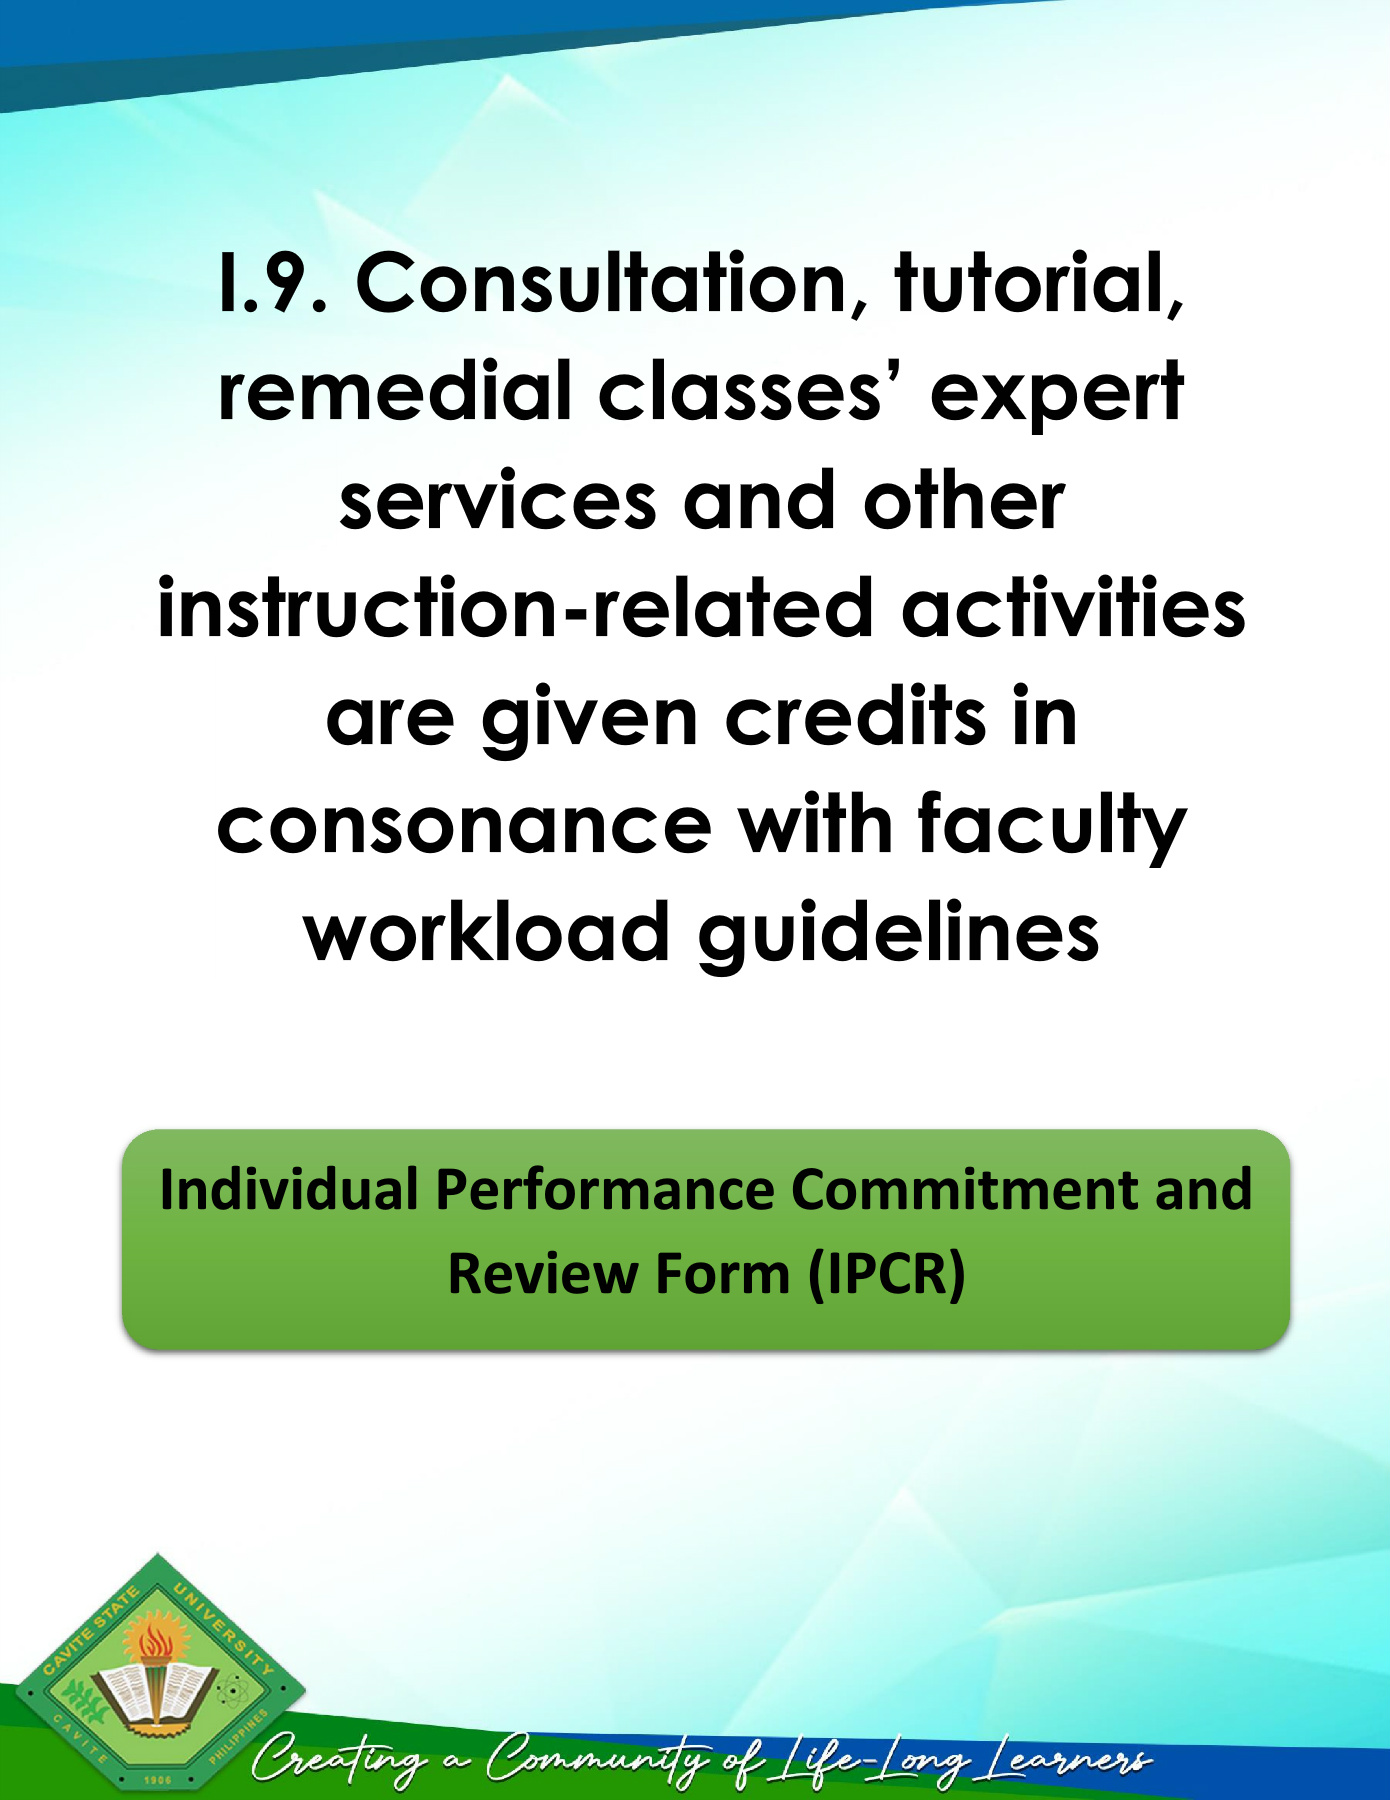 I.9. Consultation, tutorial,
remedial classes’ expert
services and other
instruction-related activities
are given credits in
consonance with faculty
workload guidelines
Individual Performance Commitment and
Review Form (IPCR)
CAVITE STATE UNIVERSITY
CAVITE PHILIPPINES
1906
Creating a Community of Life-Long Learners